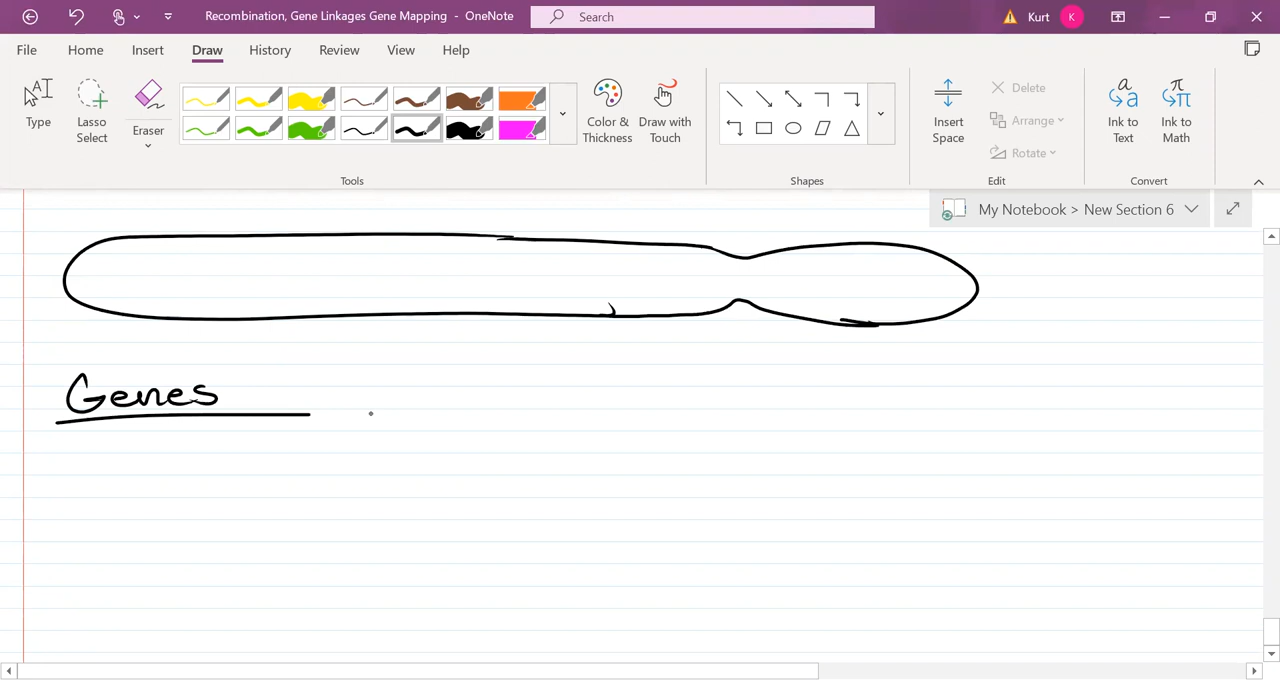 Recombination, Gene Linkages Gene Mapping - OneNote
Search
Kurt
K
File Home Insert Draw History Review View Help
Type
Lasso Select
Eraser
Color & Thickness
Draw with Touch
Insert Space
Delete
Arrange
Rotate
Ink to Text
Ink to Math
Tools
Shapes
Edit
Convert
My Notebook > New Section 6
Genes